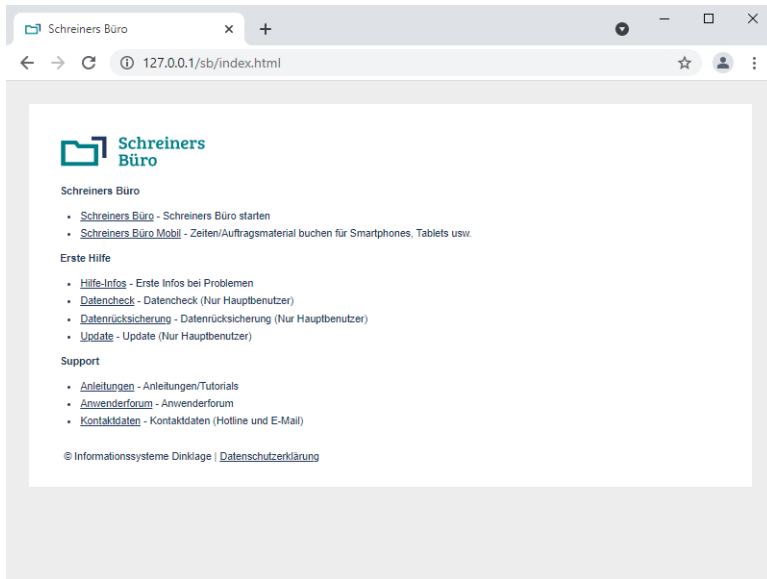 Schreiners Büro
127.0.0.1/sb/index.html
Schreiners
Büro
Schreiners Büro
Schreiners Büro - Schreiners Büro starten
Schreiners Büro Mobil - Zeiten/Auftragsmaterial buchen für Smartphones, Tablets usw.
Erste Hilfe
Hilfe-Infos - Erste Infos bei Problemen
Datencheck - Datencheck (Nur Hauptbenutzer)
Datenrücksicherung - Datenrücksicherung (Nur Hauptbenutzer)
Update - Update (Nur Hauptbenutzer)
Support
Anleitungen - Anleitungen/Tutorials
Anwenderforum - Anwenderforum
Kontaktdaten - Kontaktdaten (Hotline und E-Mail)
© Informationssysteme Dinklage | Datenschutzerklärung